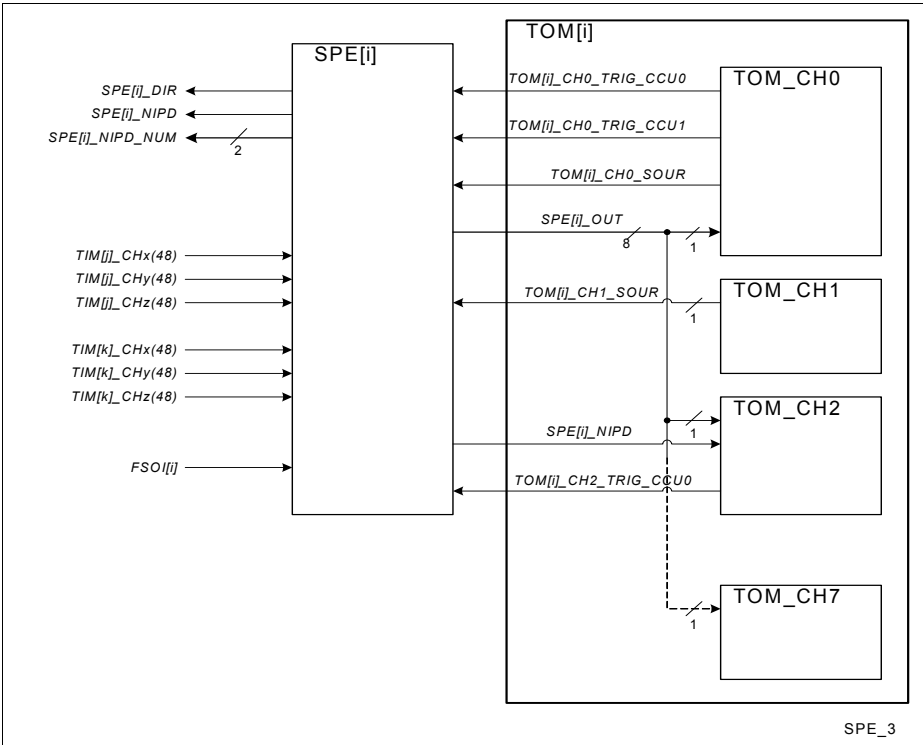 TOM[i]
SPE[i]
TOM_CH0
TOM[i]_CH0_TRIG_CCU0
SPE[i]_DIR
SPE[i]_NIPD
SPE[i]_NIPD_NUM
2
TOM[i]_CH0_TRIG_CCU1
TOM[i]_CH0_SOUR
SPE[i]_OUT
8
1
TIM[j]_CHx(48)
TIM[j]_CHy(48)
TIM[j]_CHz(48)
TOM[i]_CH1_SOUR
1
TOM_CH1
TIM[k]_CHx(48)
TIM[k]_CHy(48)
TIM[k]_CHz(48)
TOM_CH2
1
SPE[i]_NIPD
FSOI[i]
TOM[i]_CH2_TRIG_CCU0
TOM_CH7
1
SPE_3